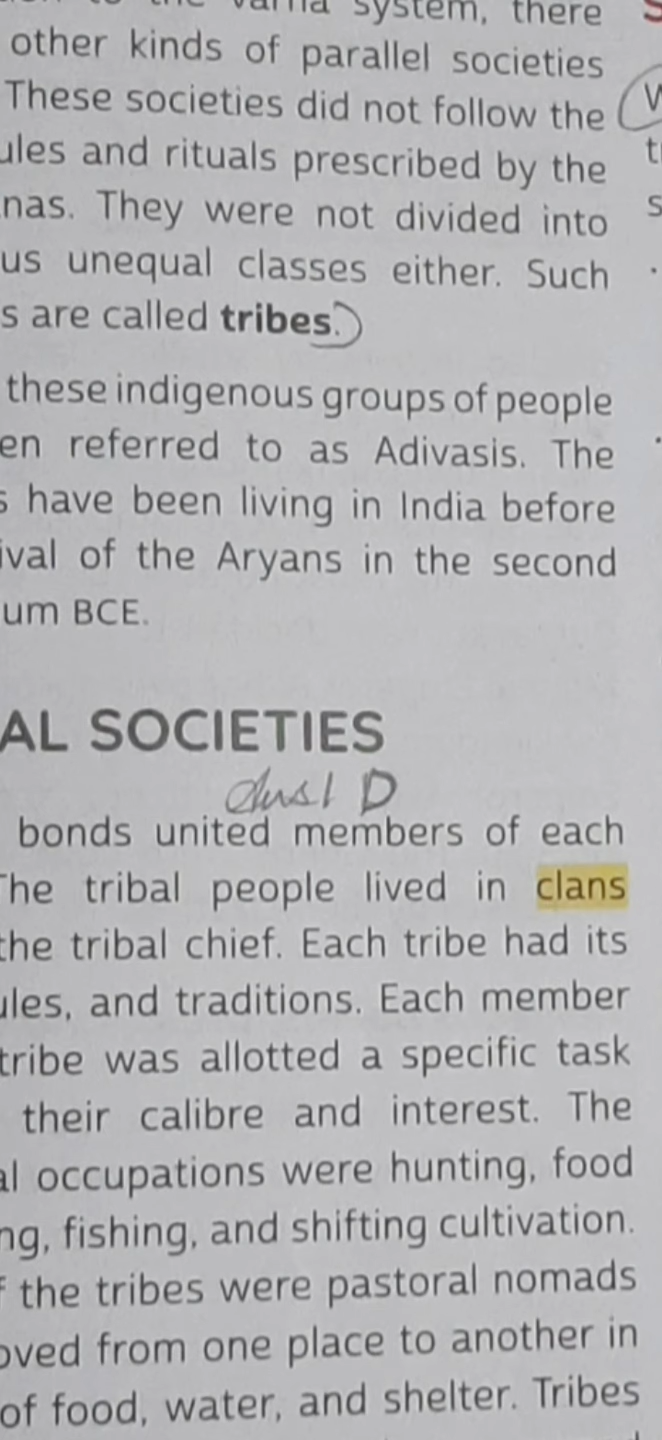 to the varna system, there
other kinds of parallel societies
These societies did not follow the
ules and rituals prescribed by the
nas. They were not divided into
us unequal classes either. Such
s are called tribes.
these indigenous groups of people
en referred to as Adivasis. The
s have been living in India before
ival of the Aryans in the second
um BCE.
AL SOCIETIES
D
bonds united members of each
The tribal people lived in clans
the tribal chief. Each tribe had its
ules, and traditions. Each member
tribe was allotted a specific task
their calibre and interest. The
al occupations were hunting, food
ng, fishing, and shifting cultivation.
f the tribes were pastoral nomads
oved from one place to another in
of food, water, and shelter. Tribes